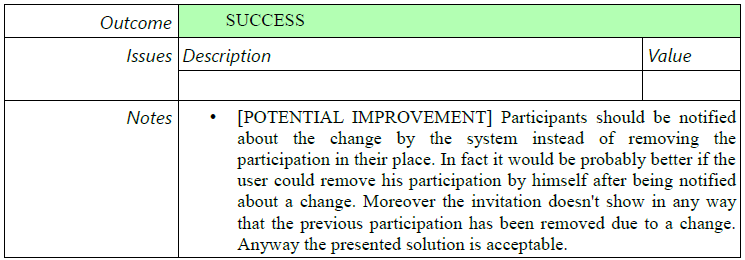 Outcome SUCCESS
Issues Description Value
Notes • [POTENTIAL IMPROVEMENT] Participants should be notified
about the change by the system instead of removing the
participation in their place. In fact it would be probably better if the
user could remove his participation by himself after being notified
about a change. Moreover the invitation doesn't show in any way
that the previous participation has been removed due to a change.
Anyway the presented solution is acceptable.